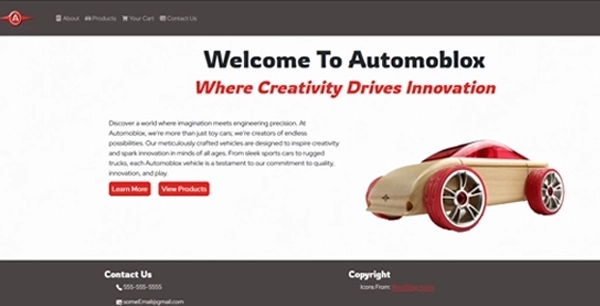 A
About Products Your Cart Contact Us
Welcome To Automoblox
Where Creativity Drives Innovation
Discover a world where imagination meets engineering precision. At
Automoblox, we're more than just toy cars; we're creators of endless
possibilities. Our meticulously crafted vehicles are designed to inspire creativity
and spark innovation in minds of all ages. From sleek sports cars to rugged
trucks, each Automoblox vehicle is a testament to our commitment to quality,
innovation, and play.
Learn More View Products
Contact Us
555-555-5555
someEmail@gmail.com
Copyright
Icons From: